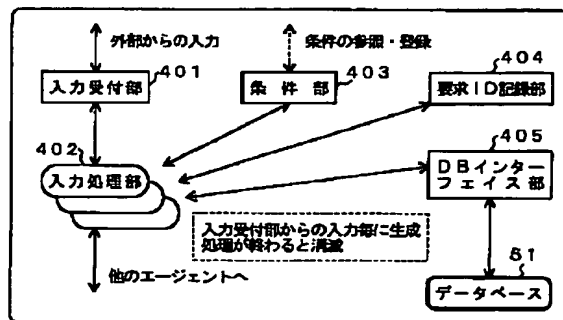 外部からの入力
条件の参照・登録
401
入力受付部
403
条件部
404
要求ID記録部
402
入力処理部
405
DBインター
フェイス部
入力受付部からの入力毎に生成
処理が終わると消滅
他のエージェントへ
51
データベース